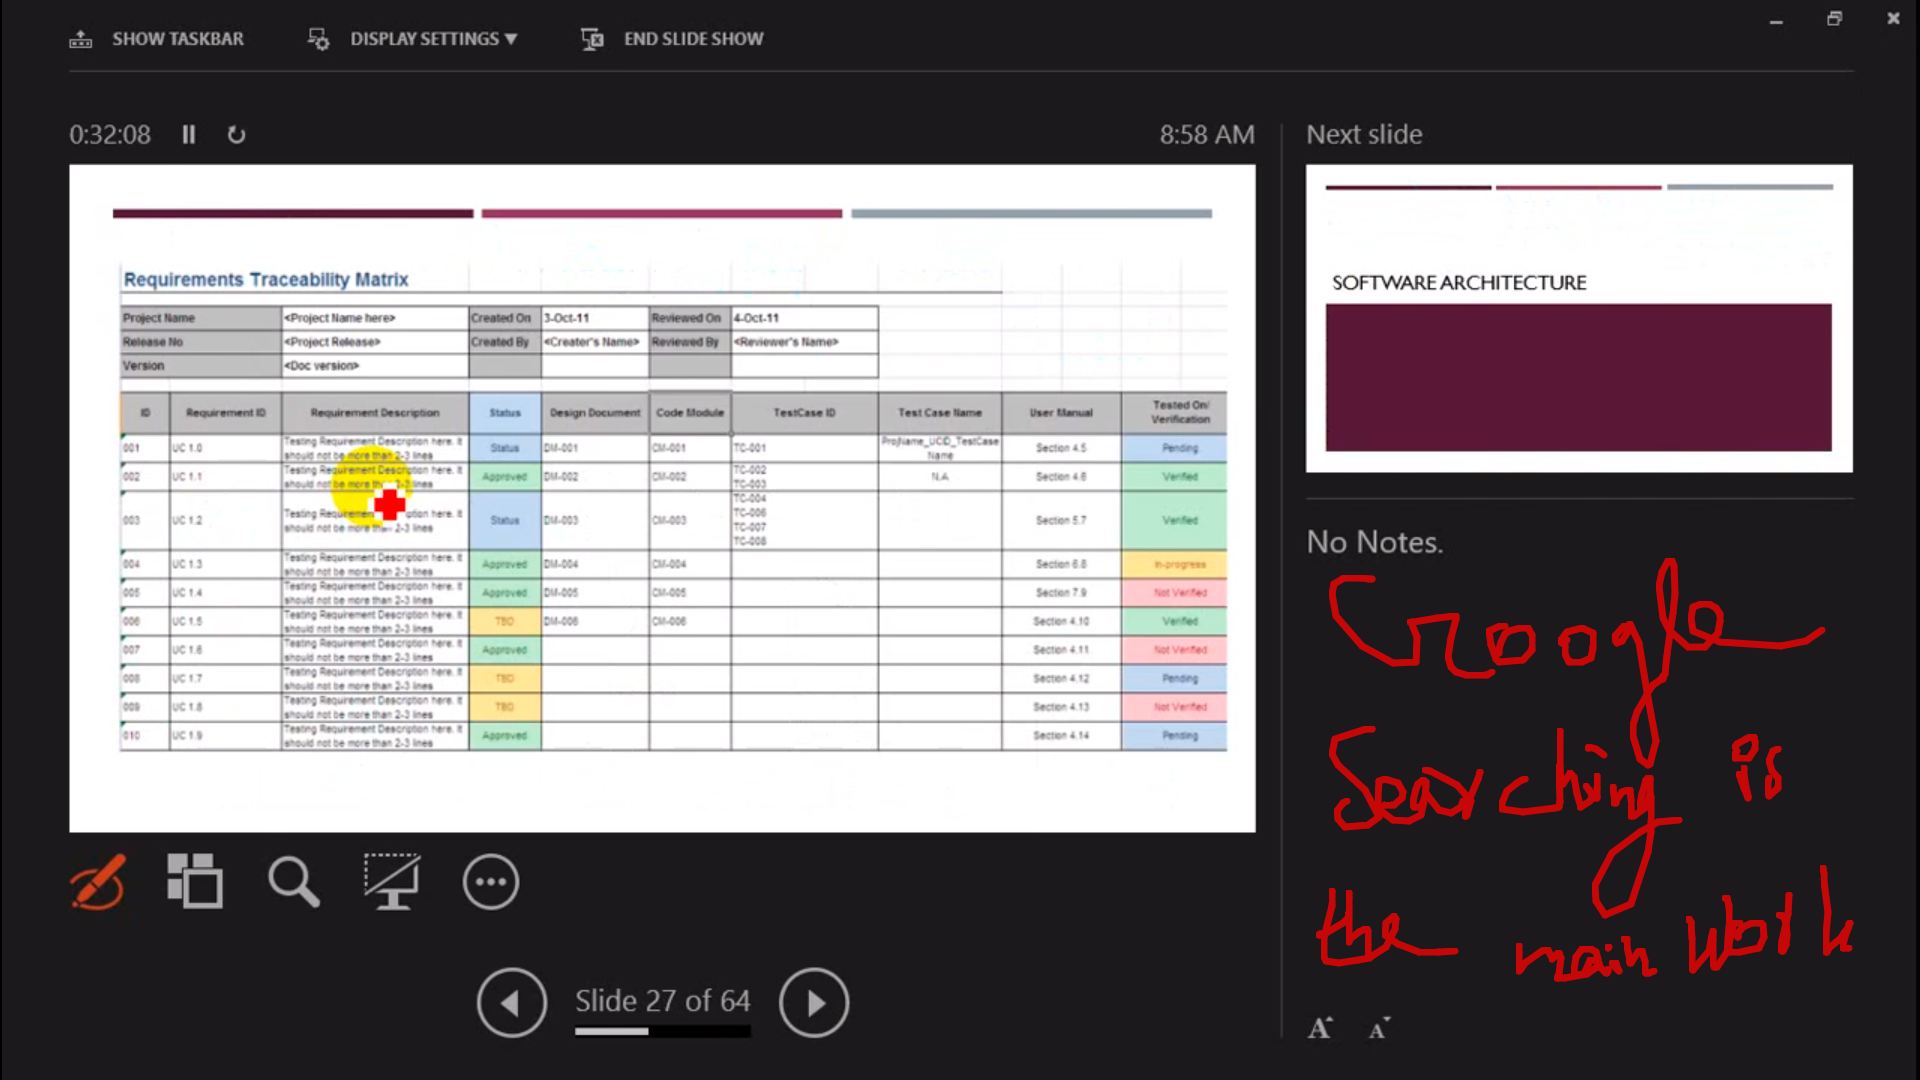 SHOW TASKBAR DISPLAY SETTINGS ▼ END SLIDE SHOW
0:32:08 8:58 AM
Requirements Traceability Matrix
Project Name <Project Name here> Created On 3-Oct-11 Reviewed On 4-Oct-11
Release No <Project Release> Created By <Creater's Name> Reviewed By <Reviewer's Name>
Version <Doc version>
ID Requirement ID Requirement Description Status Design Document Code Module TestCase ID Test Case Name User Manual Tested On/ Verification
001 UC 1.0 Testing Requirement Description here. It should not be more than 2-3 lines Status DM-001 CM-001 TC-001 ProjName_UCID_TestCase Name Section 4.5 Pending
002 UC 1.1 Testing Requirement Description here. It should not be more than 2-3 lines Approved DM-002 CM-002 TC-002 TC-003 N.A Section 4.6 Verified
003 UC 1.2 Testing Requirement Description here. It should not be more than 2-3 lines Status DM-003 CM-003 TC-004 TC-006 TC-007 TC-008 Section 5.7 Verified
004 UC 1.3 Testing Requirement Description here. It should not be more than 2-3 lines Approved DM-004 CM-004 Section 6.8 In-progress
005 UC 1.4 Testing Requirement Description here. It should not be more than 2-3 lines Approved DM-005 CM-005 Section 7.9 Not Verified
006 UC 1.5 Testing Requirement Description here. It should not be more than 2-3 lines TBD DM-006 CM-006 Section 4.10 Verified
007 UC 1.6 Testing Requirement Description here. It should not be more than 2-3 lines Approved Section 4.11 Not Verified
008 UC 1.7 Testing Requirement Description here. It should not be more than 2-3 lines TBD Section 4.12 Pending
009 UC 1.8 Testing Requirement Description here. It should not be more than 2-3 lines TBD Section 4.13 Not Verified
010 UC 1.9 Testing Requirement Description here. It should not be more than 2-3 lines Approved Section 4.14 Pending
Slide 27 of 64
Next slide
SOFTWARE ARCHITECTURE
No Notes.
Google
Searching is
the main work
A A